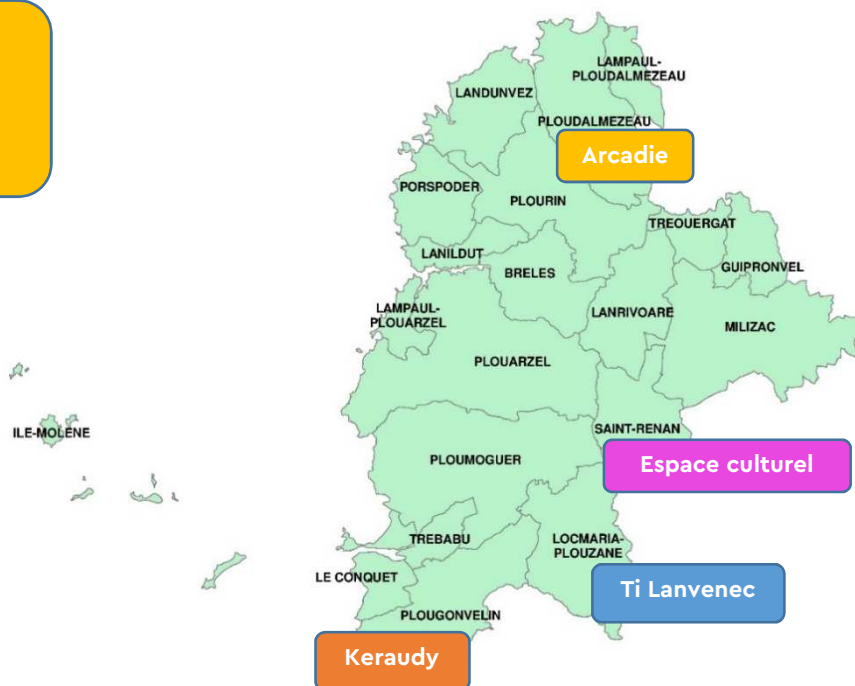 LAMPAUL-
PLOUDALMEZEAU
LANDUNVEZ
PLOUDALMEZEAU
Arcadie
PORSPODER
PLOURIN
TREOUERGAT
LANILDUT
BRELES
GUIPRONVEL
LAMPAUL-
PLOUARZEL
LANRIVOARE
MILIZAC
PLOUARZEL
ILE-MOLENE
SAINT-RENAN
PLOUMOGUER
Espace culturel
TREBABU
LOCMARIA-
PLOUZANE
LE CONQUET
Ti Lanvenec
PLOUGONVELIN
Keraudy